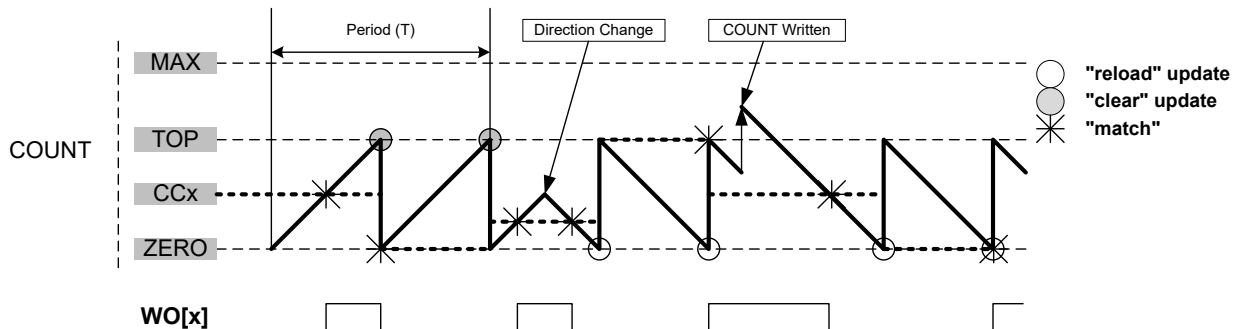 Period (T)
Direction Change
COUNT Written
MAX
"reload" update
"clear" update
TOP
"match"
COUNT
CCx
ZERO
WO[x]